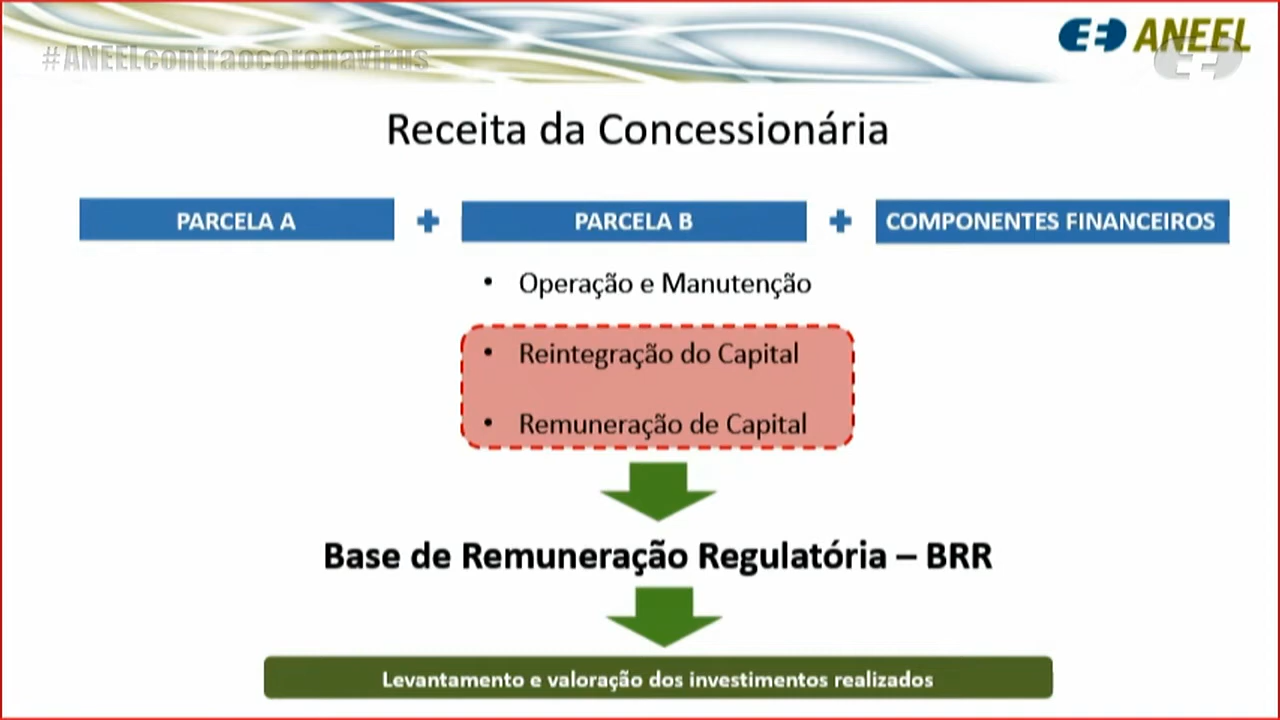 #ANEELcontraocoronavirus
ANEEL
Receita da Concessionária
PARCELA A
PARCELA B
COMPONENTES FINANCEIROS
• Operação e Manutenção
• Reintegração do Capital
• Remuneração de Capital
Base de Remuneração Regulatória – BRR
Levantamento e valoração dos investimentos realizados